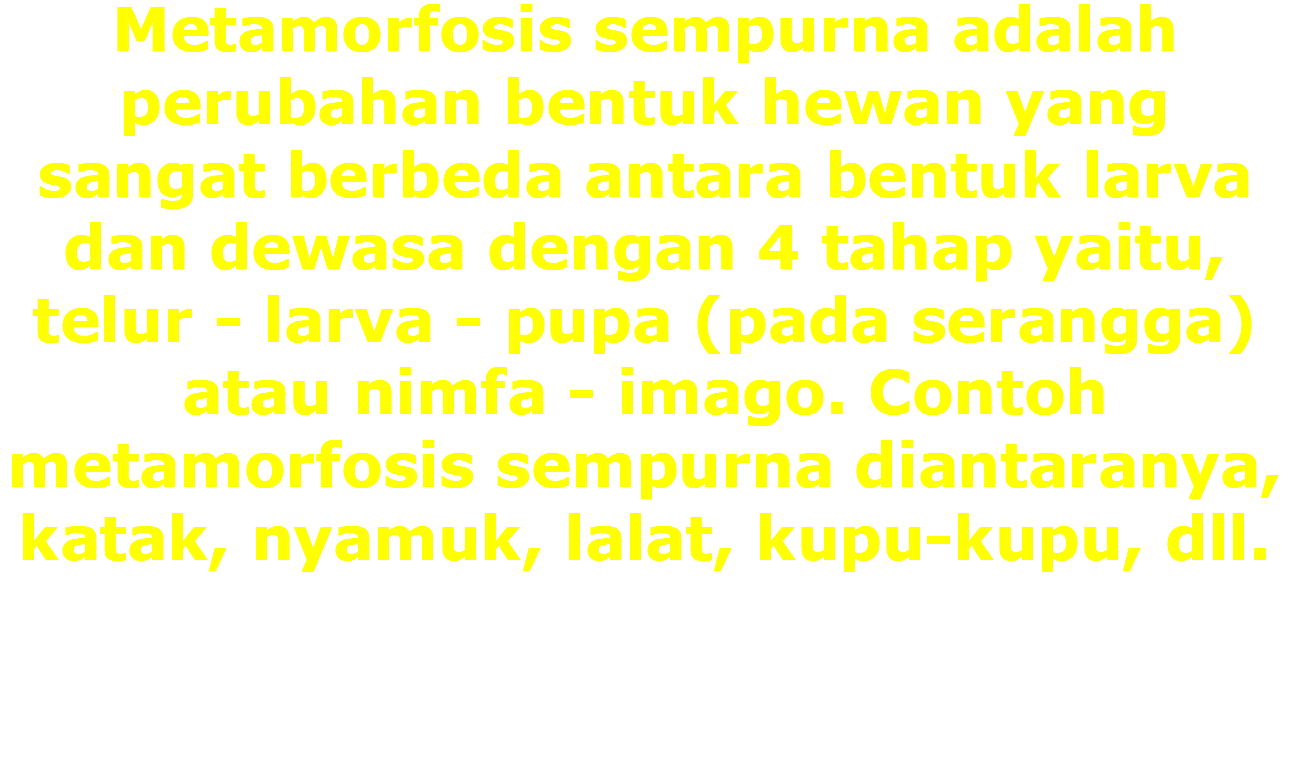 Metamorfosis sempurna adalah
perubahan bentuk hewan yang
sangat berbeda antara bentuk larva
dan dewasa dengan 4 tahap yaitu,
telur - larva - pupa (pada serangga)
atau nimfa - imago. Contoh
metamorfosis sempurna diantaranya,
katak, nyamuk, lalat, kupu-kupu, dll.